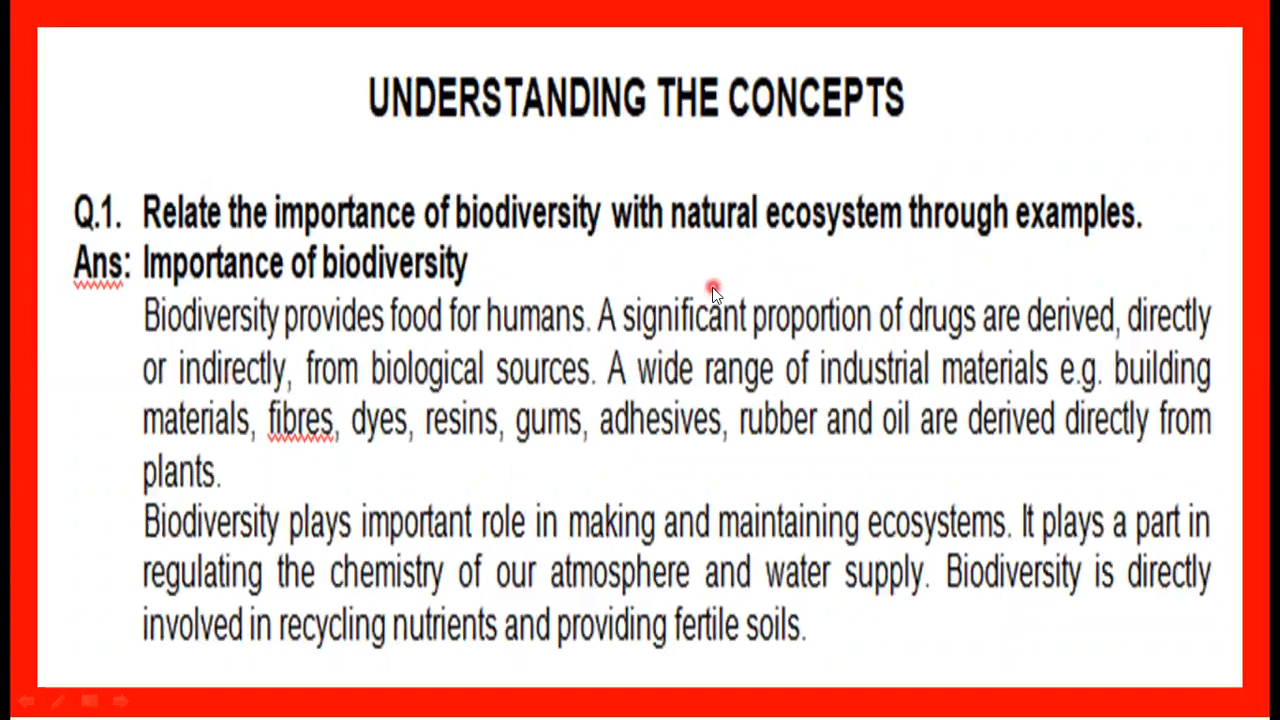 UNDERSTANDING THE CONCEPTS
Q.1. Relate the importance of biodiversity with natural ecosystem through examples.
Ans: Importance of biodiversity
Biodiversity provides food for humans. A significant proportion of drugs are derived, directly
or indirectly, from biological sources. A wide range of industrial materials e.g. building
materials, fibres, dyes, resins, gums, adhesives, rubber and oil are derived directly from
plants.
Biodiversity plays important role in making and maintaining ecosystems. It plays a part in
regulating the chemistry of our atmosphere and water supply. Biodiversity is directly
involved in recycling nutrients and providing fertile soils.